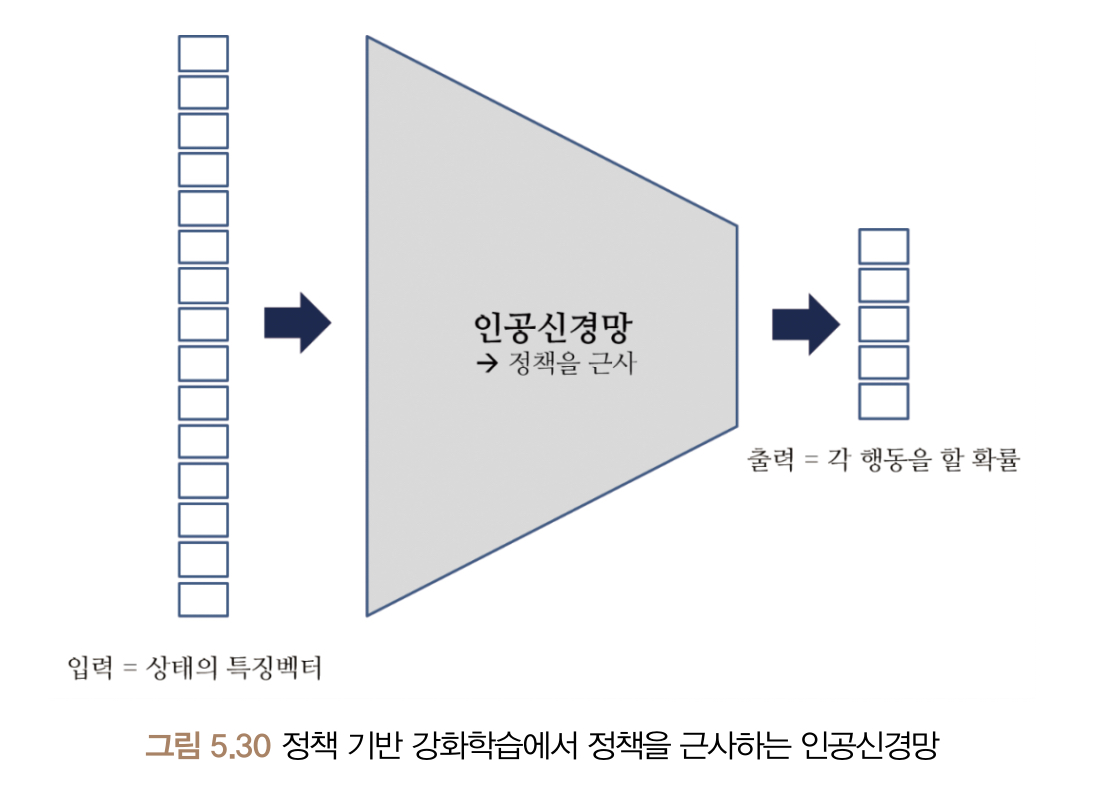 인공신경망
→ 정책을 근사
출력 = 각 행동을 할 확률
입력 = 상태의 특징벡터
그림 5.30 정책 기반 강화학습에서 정책을 근사하는 인공신경망